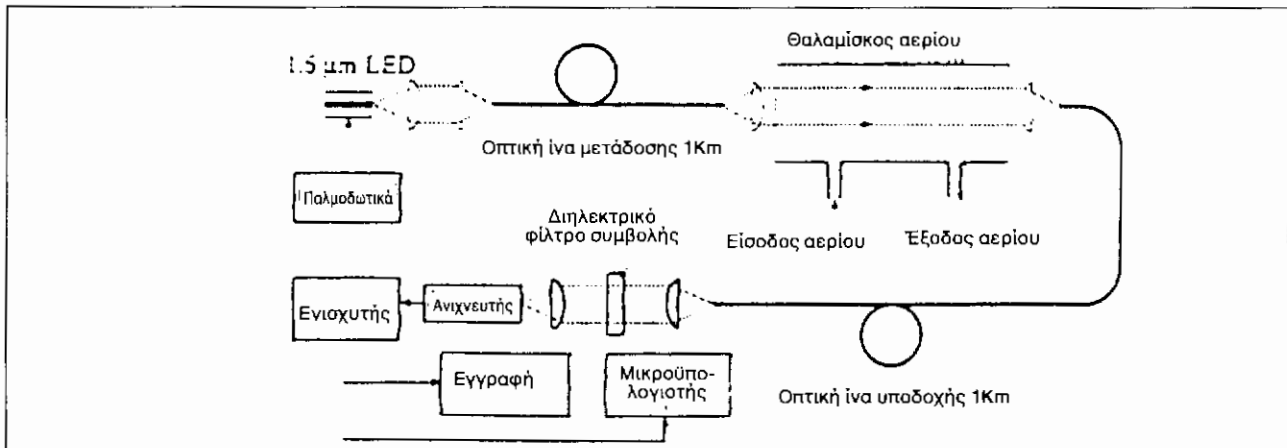 1.5 μm LED
Θαλαμίσκος αερίου
Οπτική ίνα μετάδοσης 1Km
Παλμοδωτικά
Διηλεκτρικό
φίλτρο συμβολής
Είσοδος αερίου
Έξοδος αερίου
Ενισχυτής
Ανιχνευτής
Εγγραφή
Μικροϋπο-
λογιστής
Οπτική ίνα υποδοχής 1Km